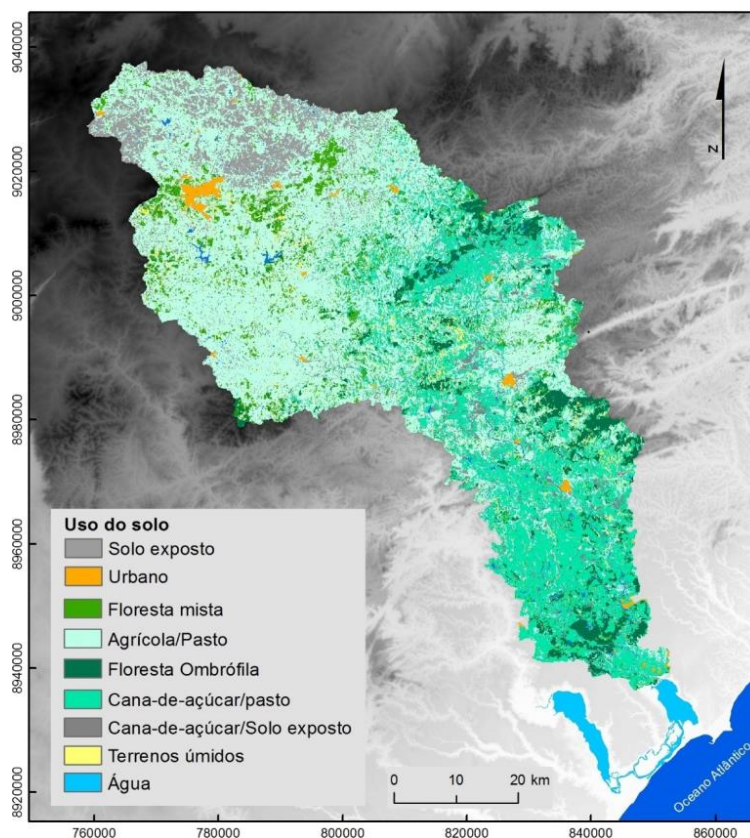 9040000
9020000
9000000
8980000
8960000
8940000
8920000
N
Uso do solo
Solo exposto
Urbano
Floresta mista
Agrícola/Pasto
Floresta Ombrófila
Cana-de-açúcar/pasto
Cana-de-açúcar/Solo exposto
Terrenos úmidos
Água
0 10 20 km
Oceano Atlântico
760000 780000 800000 820000 840000 860000